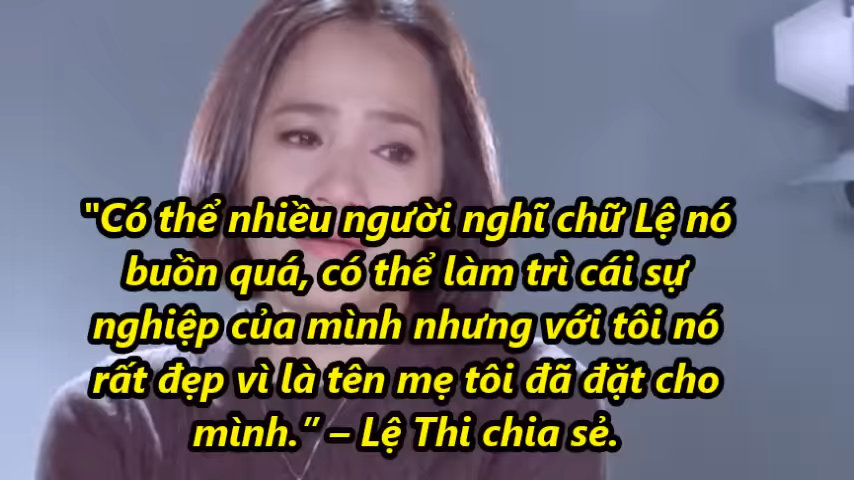 "Có thể nhiều người nghĩ chữ Lệ nó
buồn quá, có thể làm trì cái sự
nghiệp của mình nhưng với tôi nó
rất đẹp vì là tên mẹ tôi đã đặt cho
mình.” – Lệ Thi chia sẻ.